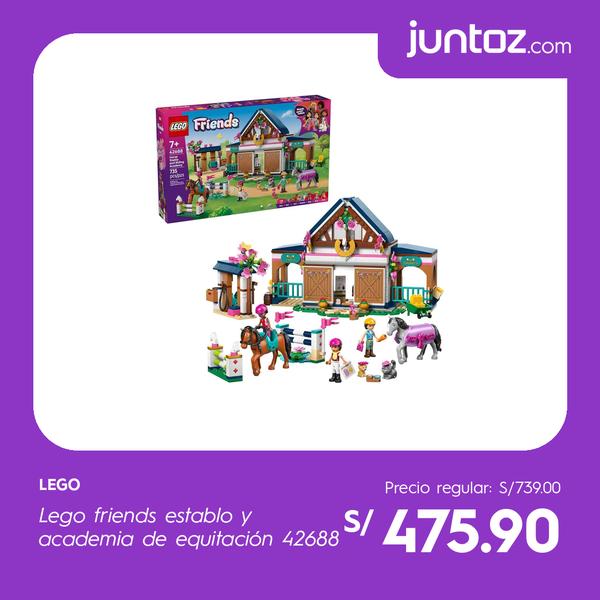 juntoz.com
LEGO
Friends
7+
42688
735
LEGO
Precio regular: S/739.00
Lego friends establo y
academia de equitación 42688
S/ 475.90